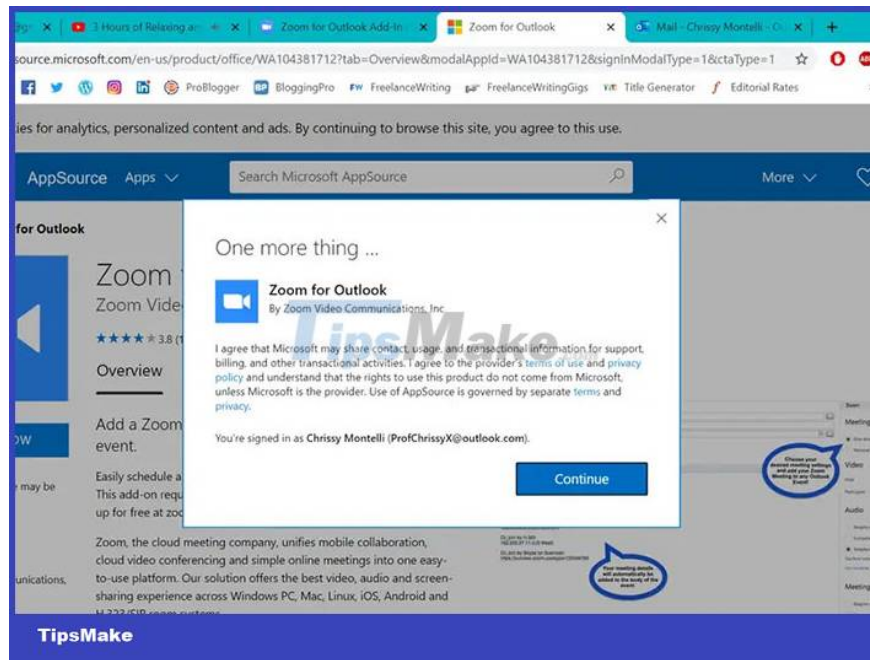 3 Hours of Relaxing
Zoom for Outlook Add-In
Zoom for Outlook
Mail - Chrissy Montelli - O
source.microsoft.com/en-us/product/office/WA104381712?tab=Overview&modalAppId=WA104381712&signInModalType=1&ctaType=1
ProBlogger
BP BloggingPro
FW FreelanceWriting
FreelanceWritingGigs
Title Generator
Editorial Rates
ies for analytics, personalized content and ads. By continuing to browse this site, you agree to this use.
AppSource Apps
Search Microsoft AppSource
More
for Outlook
Zoom
Zoom Vide
3.8
Overview
Add a Zoom
event.
Easily schedule a
This add-on requ
up for free at zoo
may be
One more thing ...
Zoom for Outlook
By Zoom Video Communications, Inc
I agree that Microsoft may share contact, usage, and transactional information for support,
billing, and other transactional activities. I agree to the provider's terms of use and privacy
policy and understand that the rights to use this product do not come from Microsoft,
unless Microsoft is the provider. Use of AppSource is governed by separate terms and
privacy.
You're signed in as Chrissy Montelli (ProfChrissyX@outlook.com).
Continue
TipsMake.com
Zoom, the cloud meeting company, unifies mobile collaboration,
cloud video conferencing and simple online meetings into one easy-
to-use platform. Our solution offers the best video, audio and screen-
sharing experience across Windows PC, Mac, Linux, iOS, Android and
H.323/SIP room systems.
unications,
Choose your
desired meeting settings
and add your Zoom
Meeting to any Outlook
Event!
Your meeting details
will automatically be
added to the body of the
event
Meeting
Video
Audio
Meeting
TipsMake